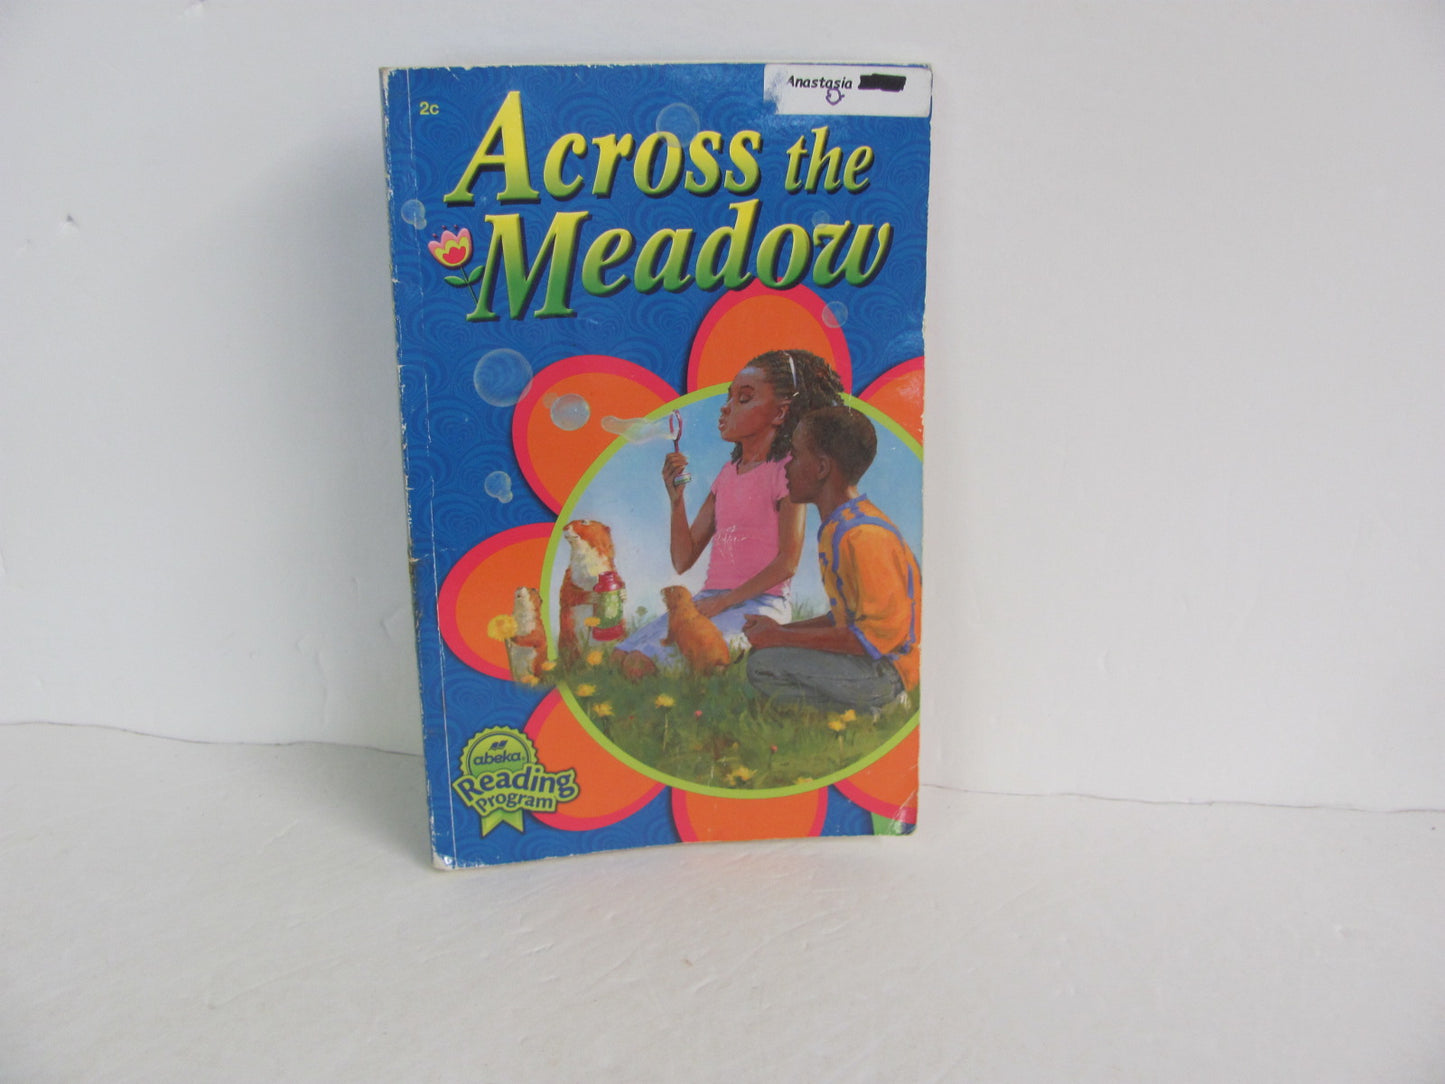 Anastasia
2c
Across the
Meadow
abeka
Reading
Program